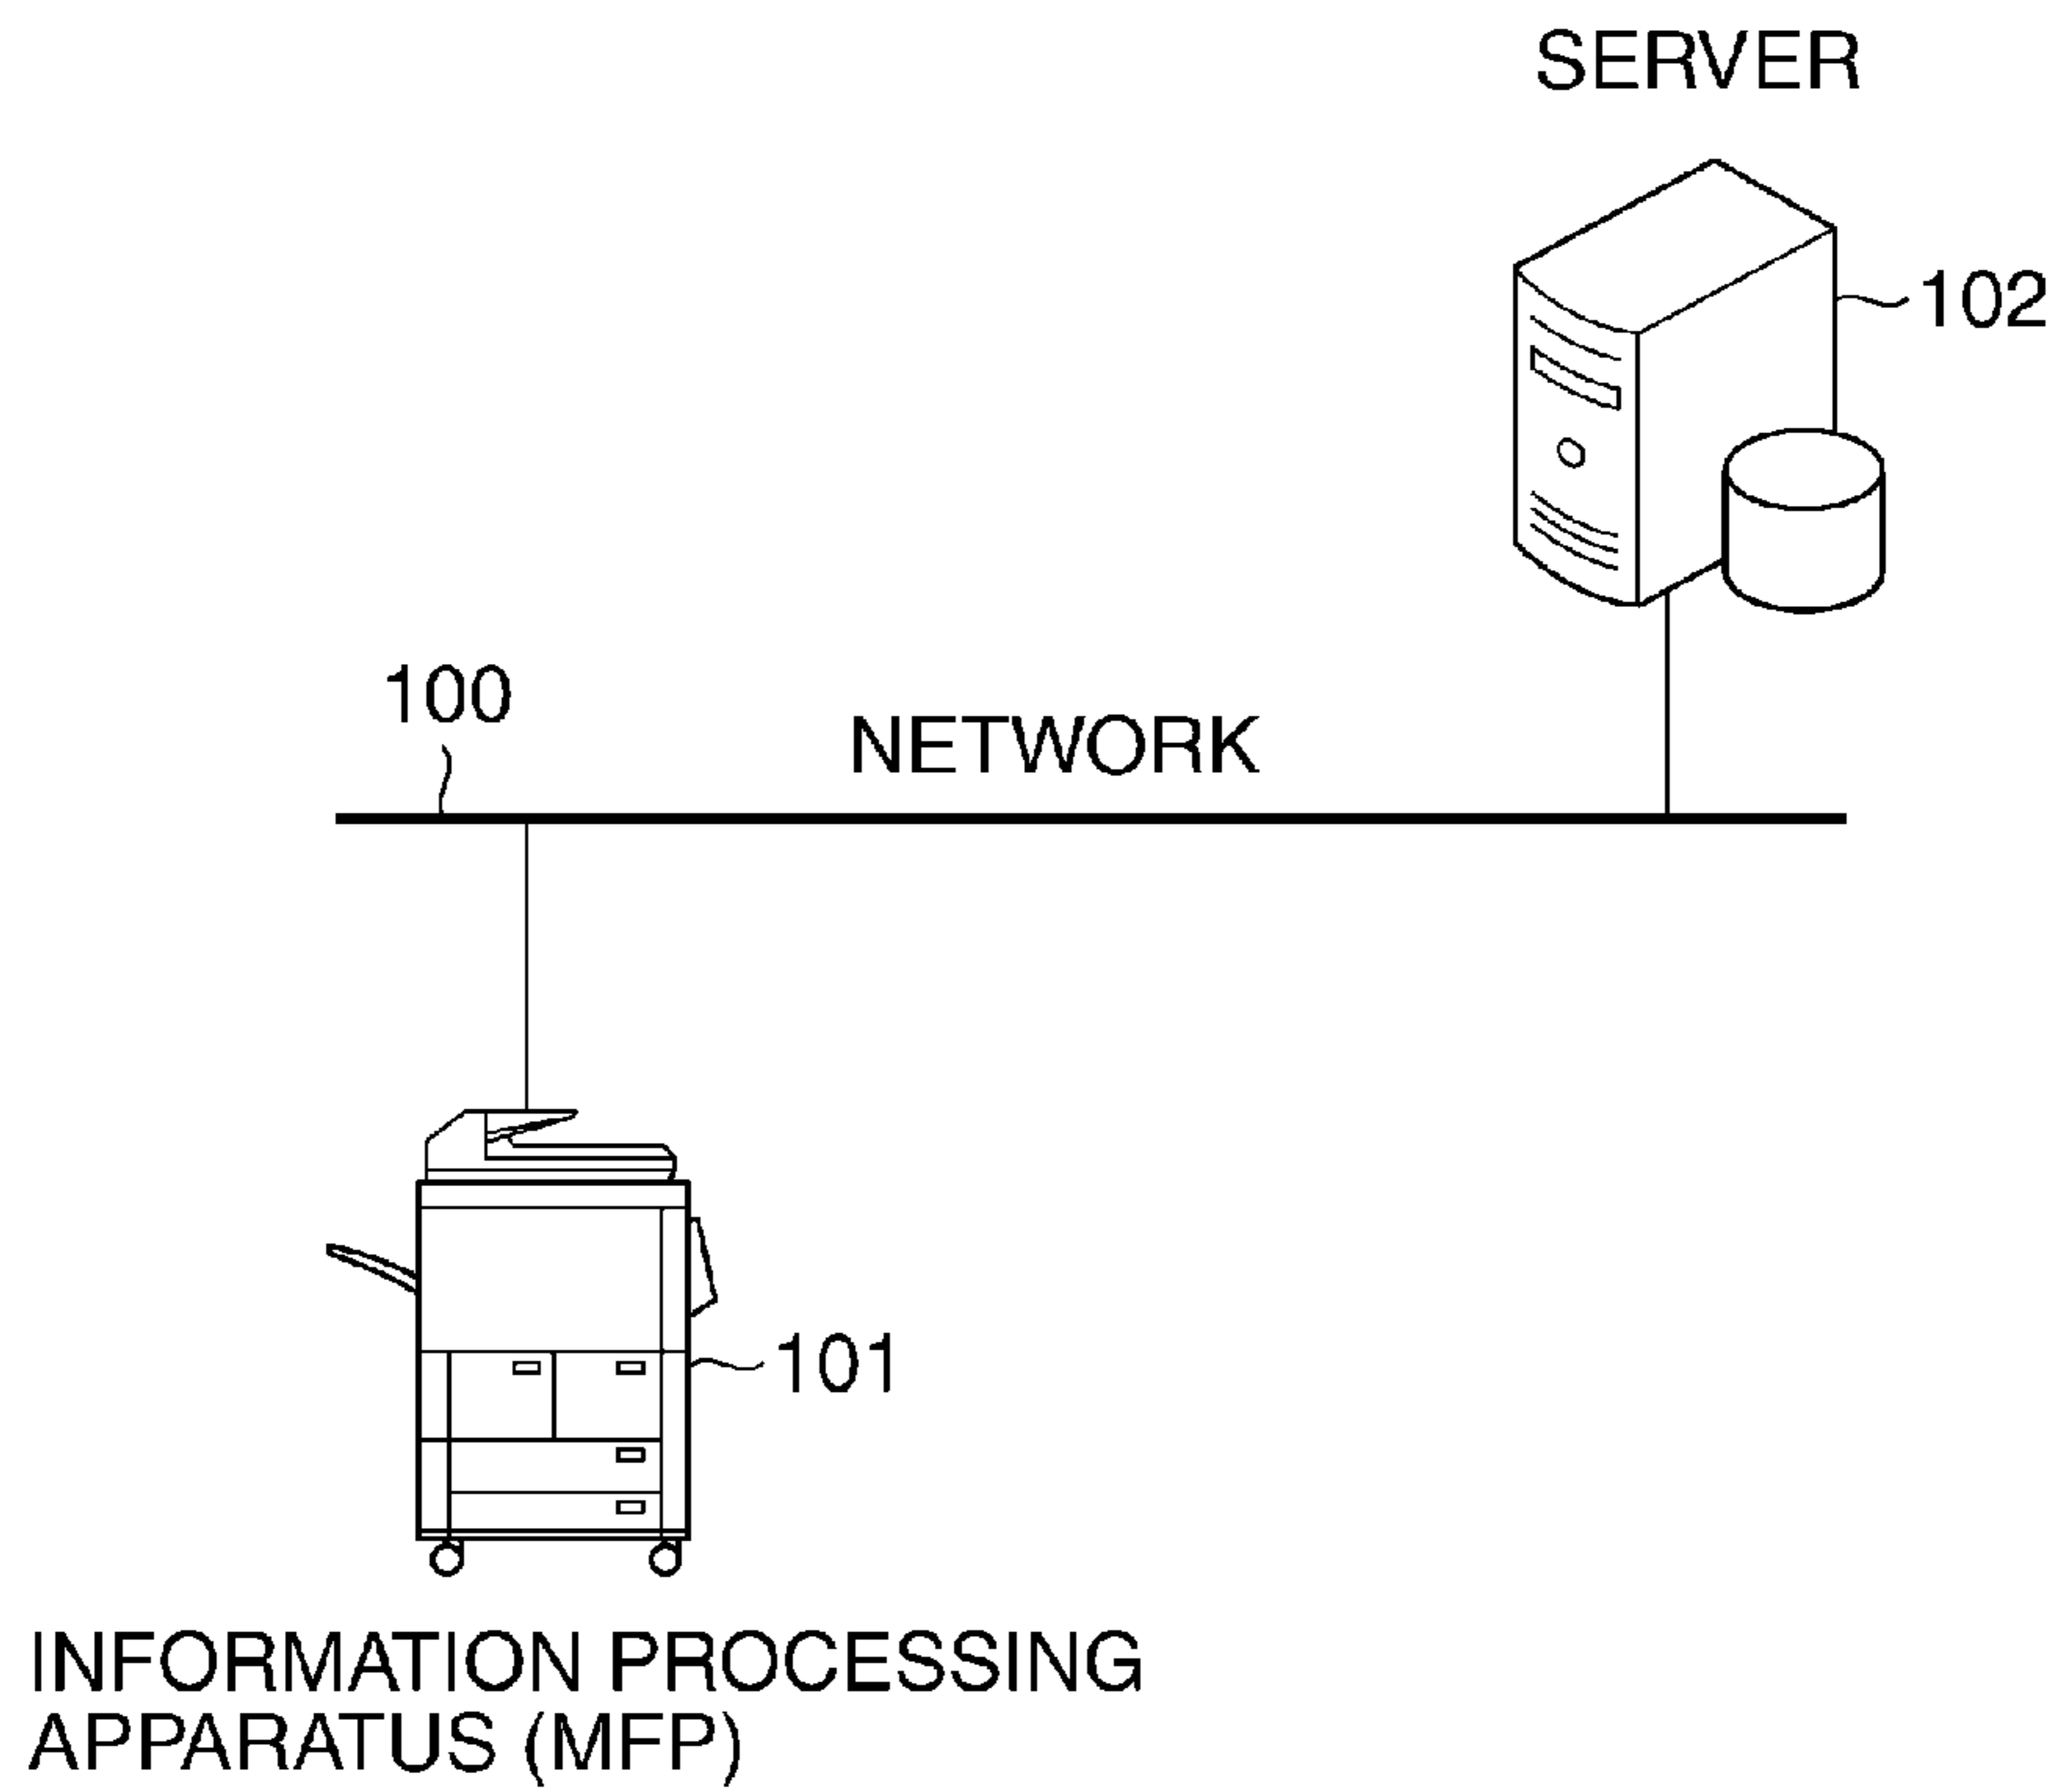 SERVER
102
100
NETWORK
101
INFORMATION PROCESSING
APPARATUS (MFP)